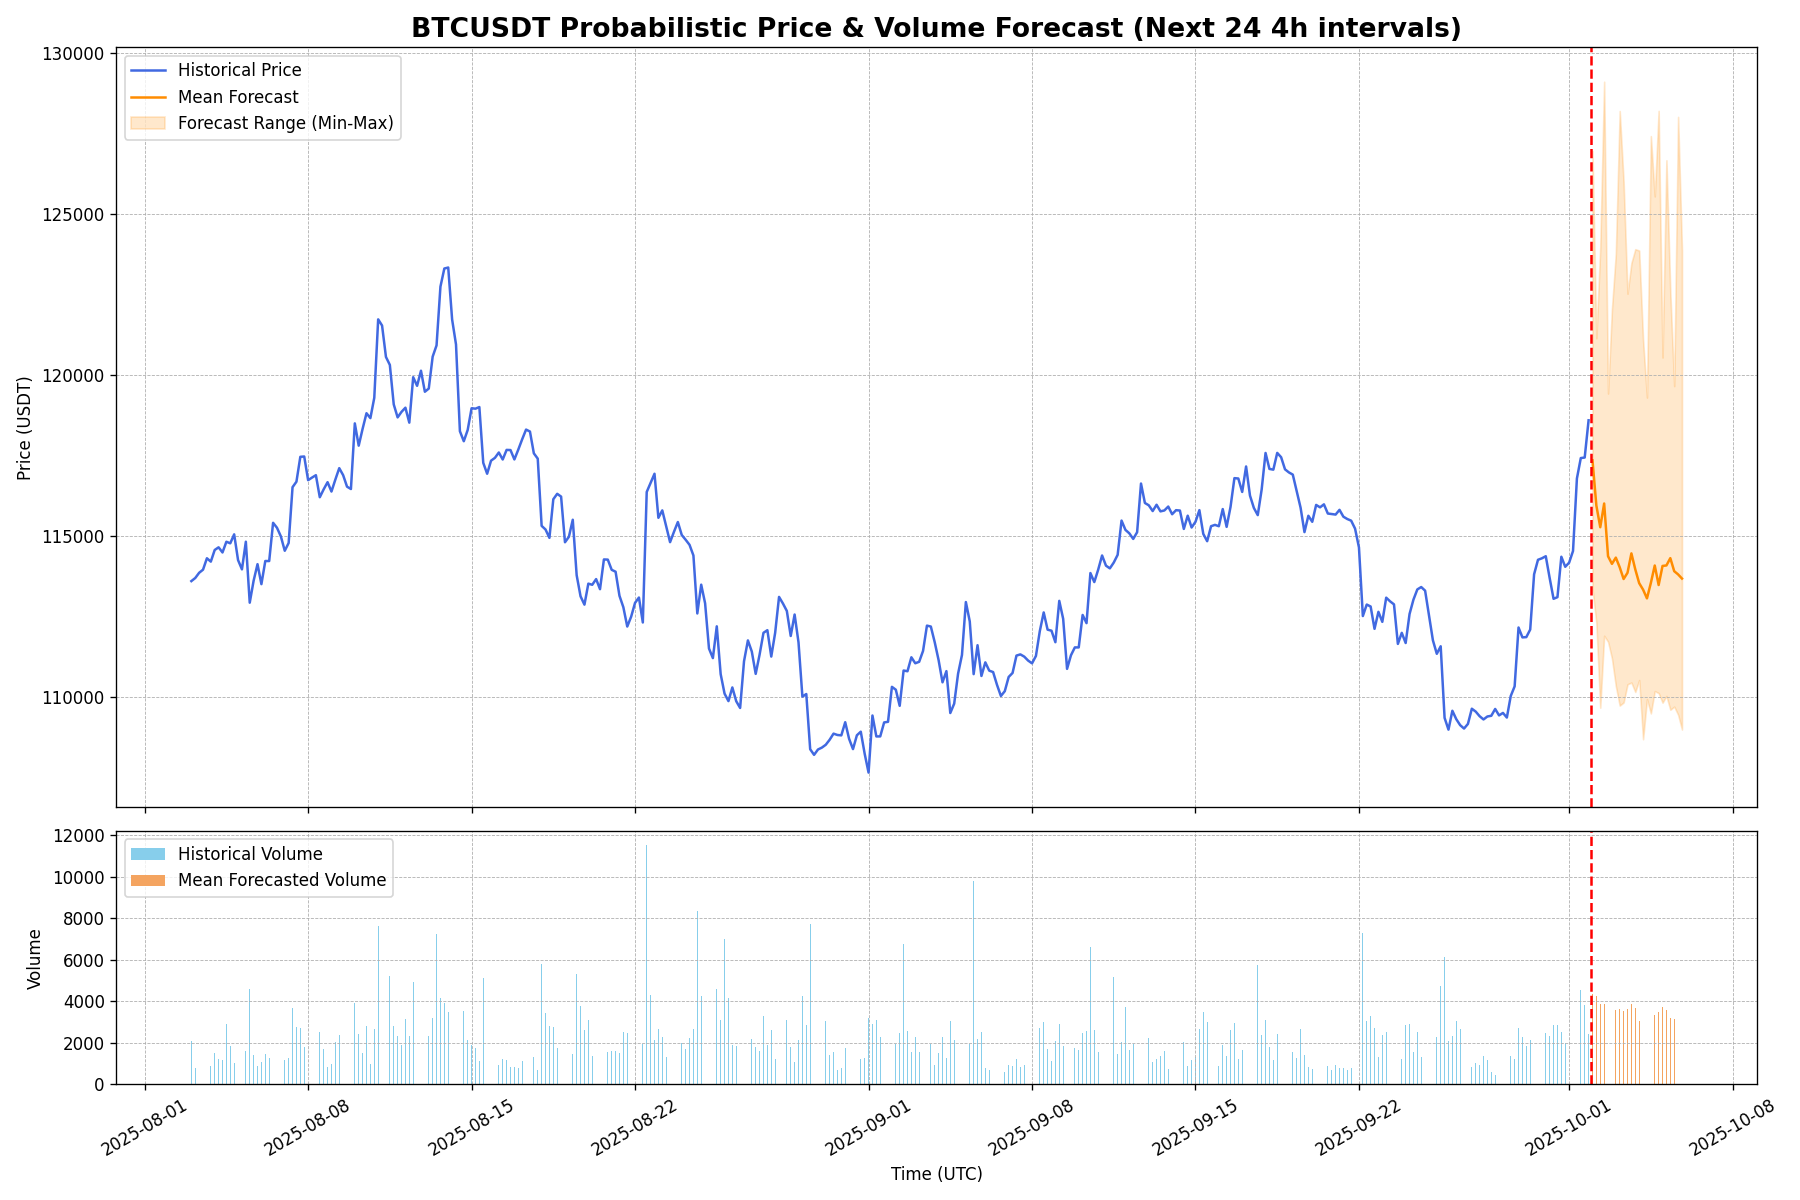 BTCUSDT Probabilistic Price & Volume Forecast (Next 24 4h intervals)
130000
125000
120000
115000
110000
Price (USDT)
Historical Price
Mean Forecast
Forecast Range (Min-Max)
12000
10000
8000
6000
4000
2000
0
Volume
Historical Volume
Mean Forecasted Volume
2025-08-01
2025-08-08
2025-08-15
2025-08-22
2025-09-01
2025-09-08
2025-09-15
2025-09-22
2025-10-01
2025-10-08
Time (UTC)